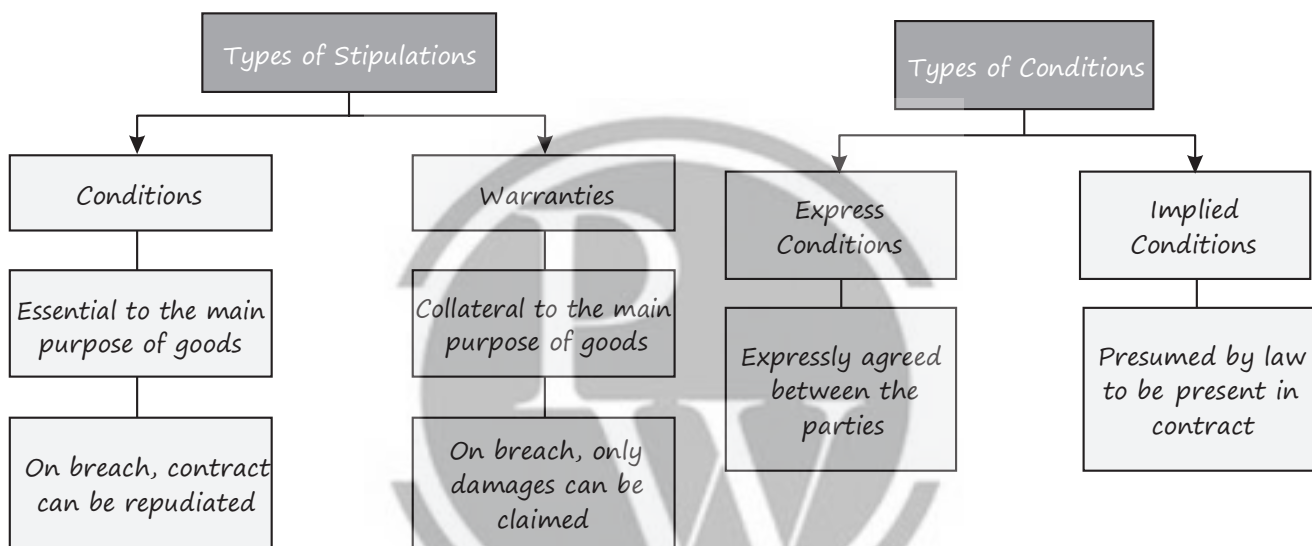 Types of Stipulations
Conditions
Essential to the main
purpose of goods
On breach, contract
can be repudiated
Warranties
Collateral to the main
purpose of goods
On breach, only
damages can be
claimed
Types of Conditions
Express
Conditions
Expressly agreed
between the
parties
Implied
Conditions
Presumed by law
to be present in
contract
PW